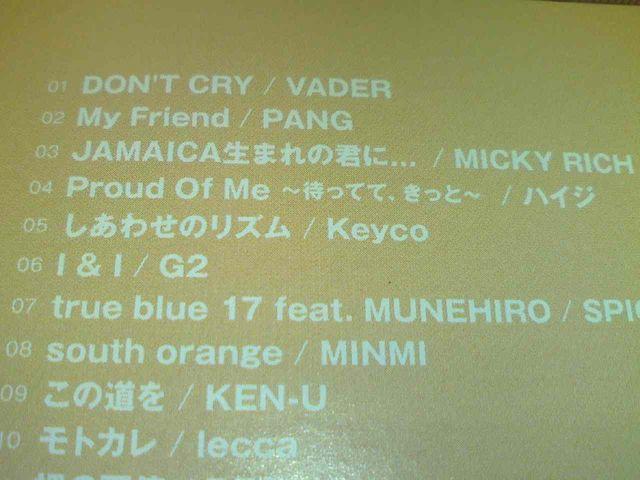 01 DON'T CRY / VADER
02 My Friend / PANG
03 JAMAICA生まれの君に... / MICKY RICH
04 Proud Of Me ～待ってて、きっと～ / ハイジ
05 しあわせのリズム / Keyco
06 I & I / G2
07 true blue 17 feat. MUNEHIRO /
08 south orange / MINMI
09 この道を / KEN-U
10 モトカレ / lecca